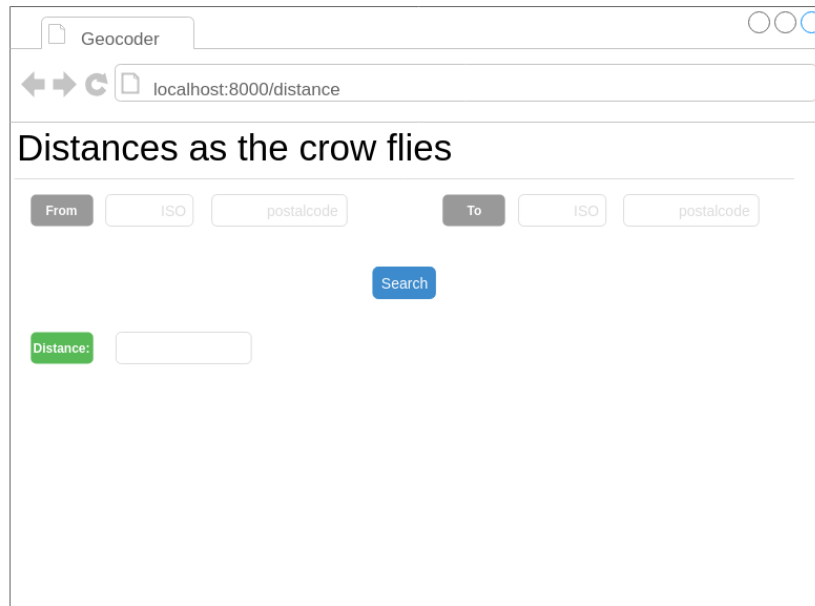 Geocoder
localhost:8000/distance
Distances as the crow flies
From ISO postalcode To ISO postalcode
Search
Distance: